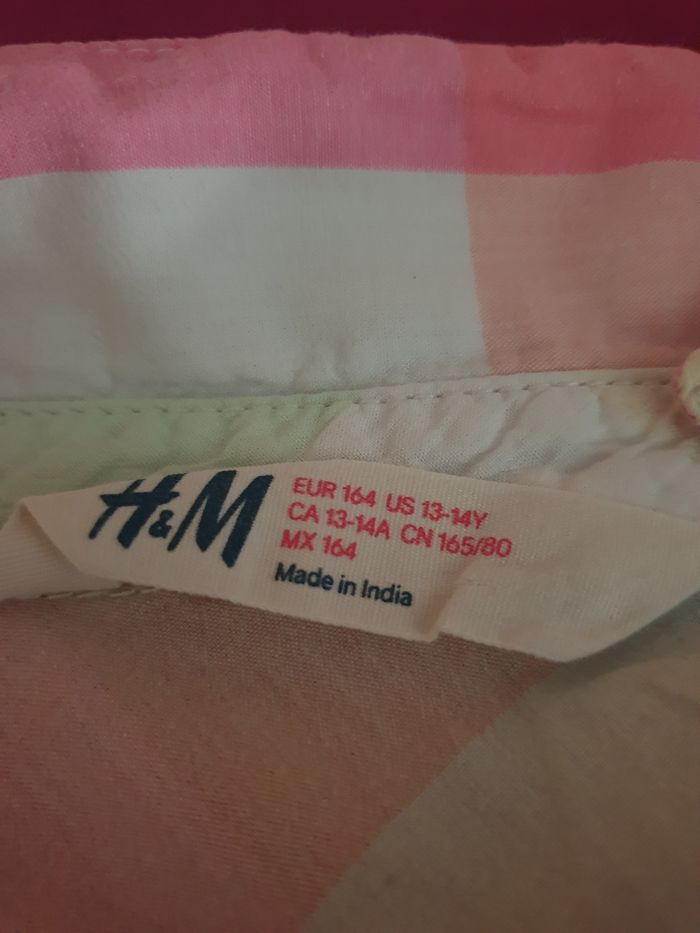 H&M
EUR 164 US 13-14Y
CA 13-14A CN 165/80
MX 164
Made in India